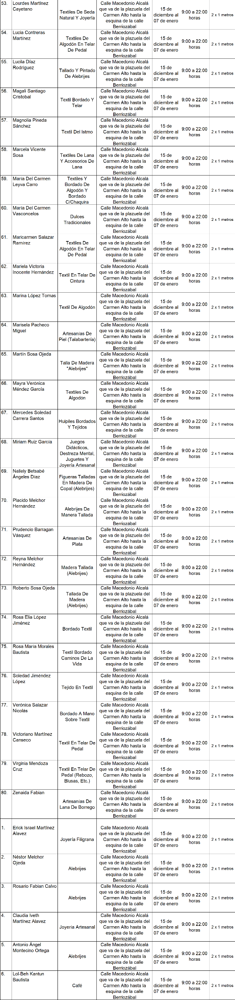 53.
Lourdes Martínez
Cayetano
Textiles De Seda
Natural Y Joyería
Calle Macedonio Alcalá
que va de la plazuela del
Carmen Alto hasta la
esquina de la calle
Berriozábal
15 de
diciembre al
07 de enero
9:00 a 22:00
horas
2 x 1 metros
54.
Lucia Contreras
Martínez
Textiles De
Algodón En Telar
De Pedal
Calle Macedonio Alcalá
que va de la plazuela del
Carmen Alto hasta la
esquina de la calle
Berriozábal
15 de
diciembre al
07 de enero
9:00 a 22:00
horas
2 x 1 metros
55.
Lucila Díaz
Rodríguez
Tallado Y Pintado
De Alebrijes
Calle Macedonio Alcalá
que va de la plazuela del
Carmen Alto hasta la
esquina de la calle
Berriozábal
15 de
diciembre al
07 de enero
9:00 a 22:00
horas
2 x 1 metros
56.
Magali Santiago
Cristobal
Textil Bordado Y
Telar
Calle Macedonio Alcalá
que va de la plazuela del
Carmen Alto hasta la
esquina de la calle
Berriozábal
15 de
diciembre al
07 de enero
9:00 a 22:00
horas
2 x 1 metros
57.
Magnolia Pineda
Sánchez
Textil Del Istmo
Calle Macedonio Alcalá
que va de la plazuela del
Carmen Alto hasta la
esquina de la calle
Berriozábal
15 de
diciembre al
07 de enero
9:00 a 22:00
horas
2 x 1 metros
58.
Marcela Vicente
Sosa
Textiles De Lana
Y Accesorios De
Lana
Calle Macedonio Alcalá
que va de la plazuela del
Carmen Alto hasta la
esquina de la calle
Berriozábal
15 de
diciembre al
07 de enero
9:00 a 22:00
horas
2 x 1 metros
59.
María Del Carmen
Leyva Carro
Textiles Y
Bordado De
Algodón Y
Bordado
C/Chaquira
Calle Macedonio Alcalá
que va de la plazuela del
Carmen Alto hasta la
esquina de la calle
Berriozábal
15 de
diciembre al
07 de enero
9:00 a 22:00
horas
2 x 1 metros
60.
María Del Carmen
Vasconcelos
Dulces
Tradicionales
Calle Macedonio Alcalá
que va de la plazuela del
Carmen Alto hasta la
esquina de la calle
Berriozábal
15 de
diciembre al
07 de enero
9:00 a 22:00
horas
2 x 1 metros
61.
Maricarmen Salazar
Ramírez
Textiles De
Algodón En Telar
De Pedal
Calle Macedonio Alcalá
que va de la plazuela del
Carmen Alto hasta la
esquina de la calle
Berriozábal
15 de
diciembre al
07 de enero
9:00 a 22:00
horas
2 x 1 metros
62.
Mariela Victoria
Inocente Hernández
Textil En Telar De
Cintura
Calle Macedonio Alcalá
que va de la plazuela del
Carmen Alto hasta la
esquina de la calle
Berriozábal
15 de
diciembre al
07 de enero
9:00 a 22:00
horas
2 x 1 metros
63.
Marina López Tomas
Textil De Algodón
Calle Macedonio Alcalá
que va de la plazuela del
Carmen Alto hasta la
esquina de la calle
Berriozábal
15 de
diciembre al
07 de enero
9:00 a 22:00
horas
2 x 1 metros
64.
Marisela Pacheco
Miguel
Artesanías De
Piel (Talabartería)
Calle Macedonio Alcalá
que va de la plazuela del
Carmen Alto hasta la
esquina de la calle
Berriozábal
15 de
diciembre al
07 de enero
9:00 a 22:00
horas
2 x 1 metros
65.
Martín Sosa Ojeda
Talla De Madera
"Alebrijes"
Calle Macedonio Alcalá
que va de la plazuela del
Carmen Alto hasta la
esquina de la calle
Berriozábal
15 de
diciembre al
07 de enero
9:00 a 22:00
horas
2 x 1 metros
66.
Mayra Verónica
Méndez García
Textiles De
Algodón
Calle Macedonio Alcalá
que va de la plazuela del
Carmen Alto hasta la
esquina de la calle
Berriozábal
15 de
diciembre al
07 de enero
9:00 a 22:00
horas
2 x 1 metros
67.
Mercedes Soledad
Carrera Santos
Huipiles Bordados
Y Tejidos
Calle Macedonio Alcalá
que va de la plazuela del
Carmen Alto hasta la
esquina de la calle
Berriozábal
15 de
diciembre al
07 de enero
9:00 a 22:00
horas
2 x 1 metros
68.
Miriam Ruiz García
Juegos
Didácticos,
Destreza Mental,
Juguetes Y
Joyería Artesanal
Calle Macedonio Alcalá
que va de la plazuela del
Carmen Alto hasta la
esquina de la calle
Berriozábal
15 de
diciembre al
07 de enero
9:00 a 22:00
horas
2 x 1 metros
69.
Nallely Betsabé
Ángeles Díaz
Figueras Talladas
En Madera De
Copal (Alebrijes)
Calle Macedonio Alcalá
que va de la plazuela del
Carmen Alto hasta la
esquina de la calle
Berriozábal
15 de
diciembre al
07 de enero
9:00 a 22:00
horas
2 x 1 metros
70.
Placido Melchor
Hernández
Alebrijes De
Manera Tallada
Calle Macedonio Alcalá
que va de la plazuela del
Carmen Alto hasta la
esquina de la calle
Berriozábal
15 de
diciembre al
07 de enero
9:00 a 22:00
horas
2 x 1 metros
71.
Prudencio Barragan
Vásquez
Artesanías De
Plata
Calle Macedonio Alcalá
que va de la plazuela del
Carmen Alto hasta la
esquina de la calle
Berriozábal
15 de
diciembre al
07 de enero
9:00 a 22:00
horas
2 x 1 metros
72.
Reyna Melchor
Hernández
Madera Tallada
(Alebrijes)
Calle Macedonio Alcalá
que va de la plazuela del
Carmen Alto hasta la
esquina de la calle
Berriozábal
15 de
diciembre al
07 de enero
9:00 a 22:00
horas
2 x 1 metros
73.
Roberto Sosa Ojeda
Tallada De
Madera
(Alebrijes)
Calle Macedonio Alcalá
que va de la plazuela del
Carmen Alto hasta la
esquina de la calle
Berriozábal
15 de
diciembre al
07 de enero
9:00 a 22:00
horas
2 x 1 metros
74.
Rosa Elia López
Jiménez
Bordado Textil
Calle Macedonio Alcalá
que va de la plazuela del
Carmen Alto hasta la
esquina de la calle
Berriozábal
15 de
diciembre al
07 de enero
9:00 a 22:00
horas
2 x 1 metros
75.
Rosa María Morales
Bautista
Textil Bordado
Caminos De La
Vida
Calle Macedonio Alcalá
que va de la plazuela del
Carmen Alto hasta la
esquina de la calle
Berriozábal
15 de
diciembre al
07 de enero
9:00 a 22:00
horas
2 x 1 metros
76.
Soledad Jiméndez
López
Tejido En Textil
Calle Macedonio Alcalá
que va de la plazuela del
Carmen Alto hasta la
esquina de la calle
Berriozábal
15 de
diciembre al
07 de enero
9:00 a 22:00
horas
2 x 1 metros
77.
Verónica Salazar
Nicolás
Bordado A Mano
Sobre Textil
Calle Macedonio Alcalá
que va de la plazuela del
Carmen Alto hasta la
esquina de la calle
Berriozábal
15 de
diciembre al
07 de enero
9:00 a 22:00
horas
2 x 1 metros
78.
Victoriano Martínez
Canseco
Textil En Telar De
Pedal
Calle Macedonio Alcalá
que va de la plazuela del
Carmen Alto hasta la
esquina de la calle
Berriozábal
15 de
diciembre al
07 de enero
9:00 a 22:00
horas
2 x 1 metros
79.
Virginia Mendoza
Cruz
Textil En Telar De
Pedal (Rebozo,
Blusas, Etc.)
Calle Macedonio Alcalá
que va de la plazuela del
Carmen Alto hasta la
esquina de la calle
Berriozábal
15 de
diciembre al
07 de enero
9:00 a 22:00
horas
2 x 1 metros
80.
Zenaida Fabian
Artesanías De
Lana De Borrego
Calle Macedonio Alcalá
que va de la plazuela del
Carmen Alto hasta la
esquina de la calle
Berriozábal
15 de
diciembre al
07 de enero
9:00 a 22:00
horas
2 x 1 metros
1.
Erick Israel Martínez
Alavez
Joyería Filigrana
Calle Macedonio Alcalá
que va de la plazuela del
Carmen Alto hasta la
esquina de la calle
Berriozábal
15 de
diciembre al
07 de enero
9:00 a 22:00
horas
2 x 1 metros
2.
Néstor Melchor
Ojeda
Alebrijes
Calle Macedonio Alcalá
que va de la plazuela del
Carmen Alto hasta la
esquina de la calle
Berriozábal
15 de
diciembre al
07 de enero
9:00 a 22:00
horas
2 x 1 metros
3.
Rosario Fabian Calvo
Alebrijes
Calle Macedonio Alcalá
que va de la plazuela del
Carmen Alto hasta la
esquina de la calle
Berriozábal
15 de
diciembre al
07 de enero
9:00 a 22:00
horas
2 x 1 metros
4.
Claudia Iveth
Martínez Alavez
Joyería Artesanal
Calle Macedonio Alcalá
que va de la plazuela del
Carmen Alto hasta la
esquina de la calle
Berriozábal
15 de
diciembre al
07 de enero
9:00 a 22:00
horas
2 x 1 metros
5.
Antonio Ángel
Montecino Ortega
Alebrijes
Calle Macedonio Alcalá
que va de la plazuela del
Carmen Alto hasta la
esquina de la calle
Berriozábal
15 de
diciembre al
07 de enero
9:00 a 22:00
horas
2 x 1 metros
6.
Lol-Beh Kantun
Bautista
Café
Calle Macedonio Alcalá
que va de la plazuela del
Carmen Alto hasta la
esquina de la calle
Berriozábal
15 de
diciembre al
07 de enero
9:00 a 22:00
horas
2 x 1 metros